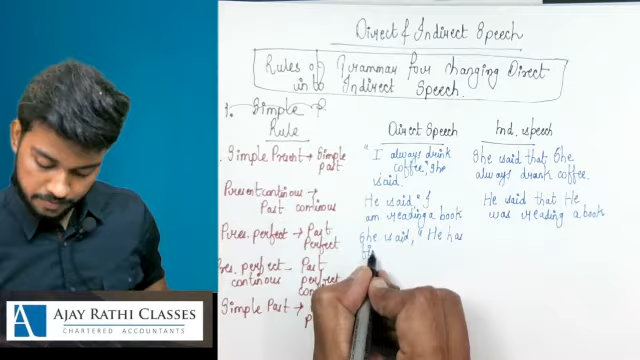 Direct & Indirect Speech
Rules of Grammar for hanging Direct
into Indirect Speech.
1. Simple P
Rule
Direct Speech
Ind. speech
Simple Present → Simple
past
"I always drink
coffee," she
said.
She said that She
always drank coffee.
Present continous →
Past continous
He said, "I
am reading a book
He said that He
was reading a book
Pres. perfect → Past
Perfect
She is said, "He has
Pres. perfect - Past
continous perfect
Simple Past →
AJAY RATHI CLASSES
CHARTERED ACCOUNTANTS